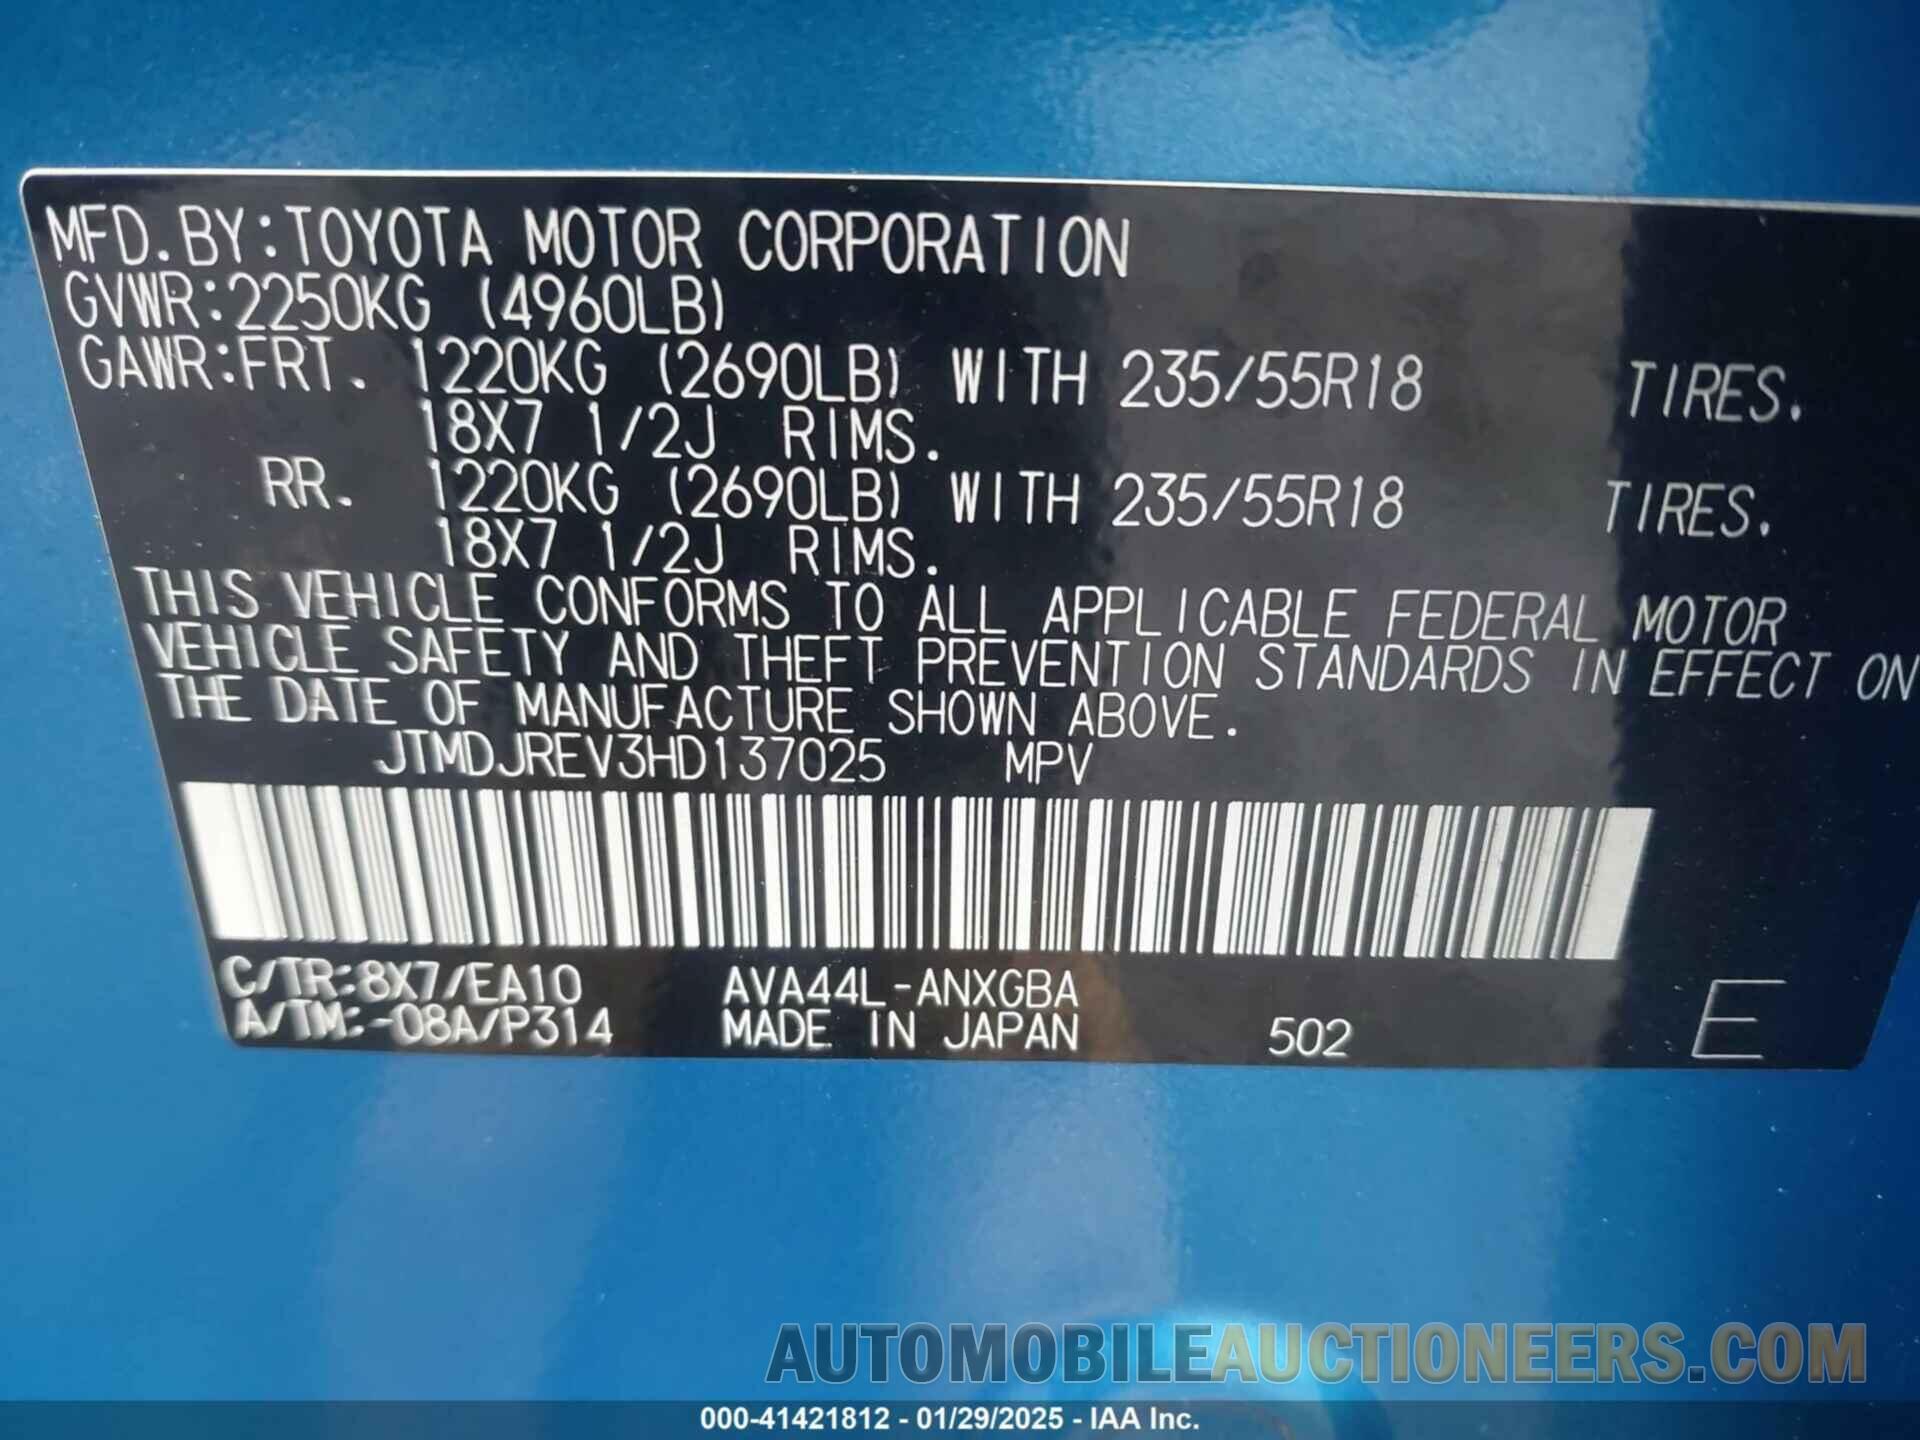 MFD.BY:TOYOTA MOTOR CORPORATION
GVWR:2250KG (4960LB)
GAWR:FRT. 1220KG (2690LB) WITH 235/55R18 TIRES.
18X7 1/2J RIMS.
RR. 1220KG (2690LB) WITH 235/55R18 TIRES.
18X7 1/2J RIMS.
THIS VEHICLE CONFORMS TO ALL APPLICABLE FEDERAL MOTOR
VEHICLE SAFETY AND THEFT PREVENTION STANDARDS IN EFFECT ON
THE DATE OF MANUFACTURE SHOWN ABOVE.
JTMDJREV3HD137025 MPV
C/TR:8X7/EA10 AVA44L-ANXGBA
A/TM:-08A/P314 MADE IN JAPAN 502 E
AUTOMOBILEAUCTIONEERS.COM
000-41421812 - 01/29/2025 - IAA Inc.